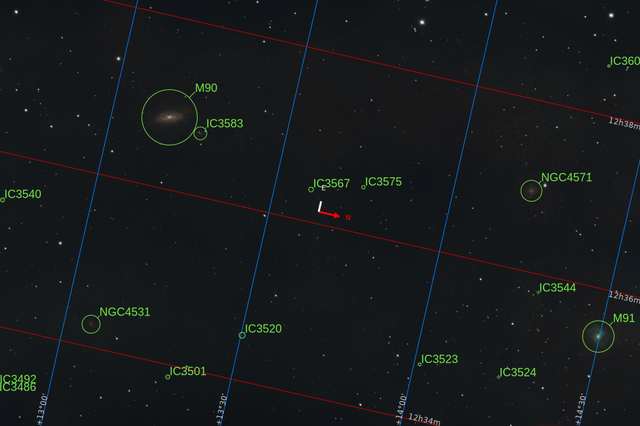 IC360
M90
12h38m
IC3583
NGC4571
IC3567
E
IC3575
IC3540
N
IC3544
12h36m
NGC4531
M91
IC3520
IC3523
IC3501
IC3524
IC3492
IC3486
+13°00'
+13°30'
+14°00'
+14°30'
12h34m